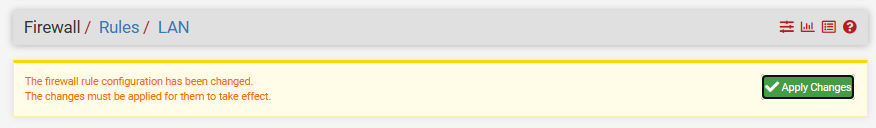 Firewall / Rules / LAN
The firewall rule configuration has been changed.
The changes must be applied for them to take effect.
Apply Changes